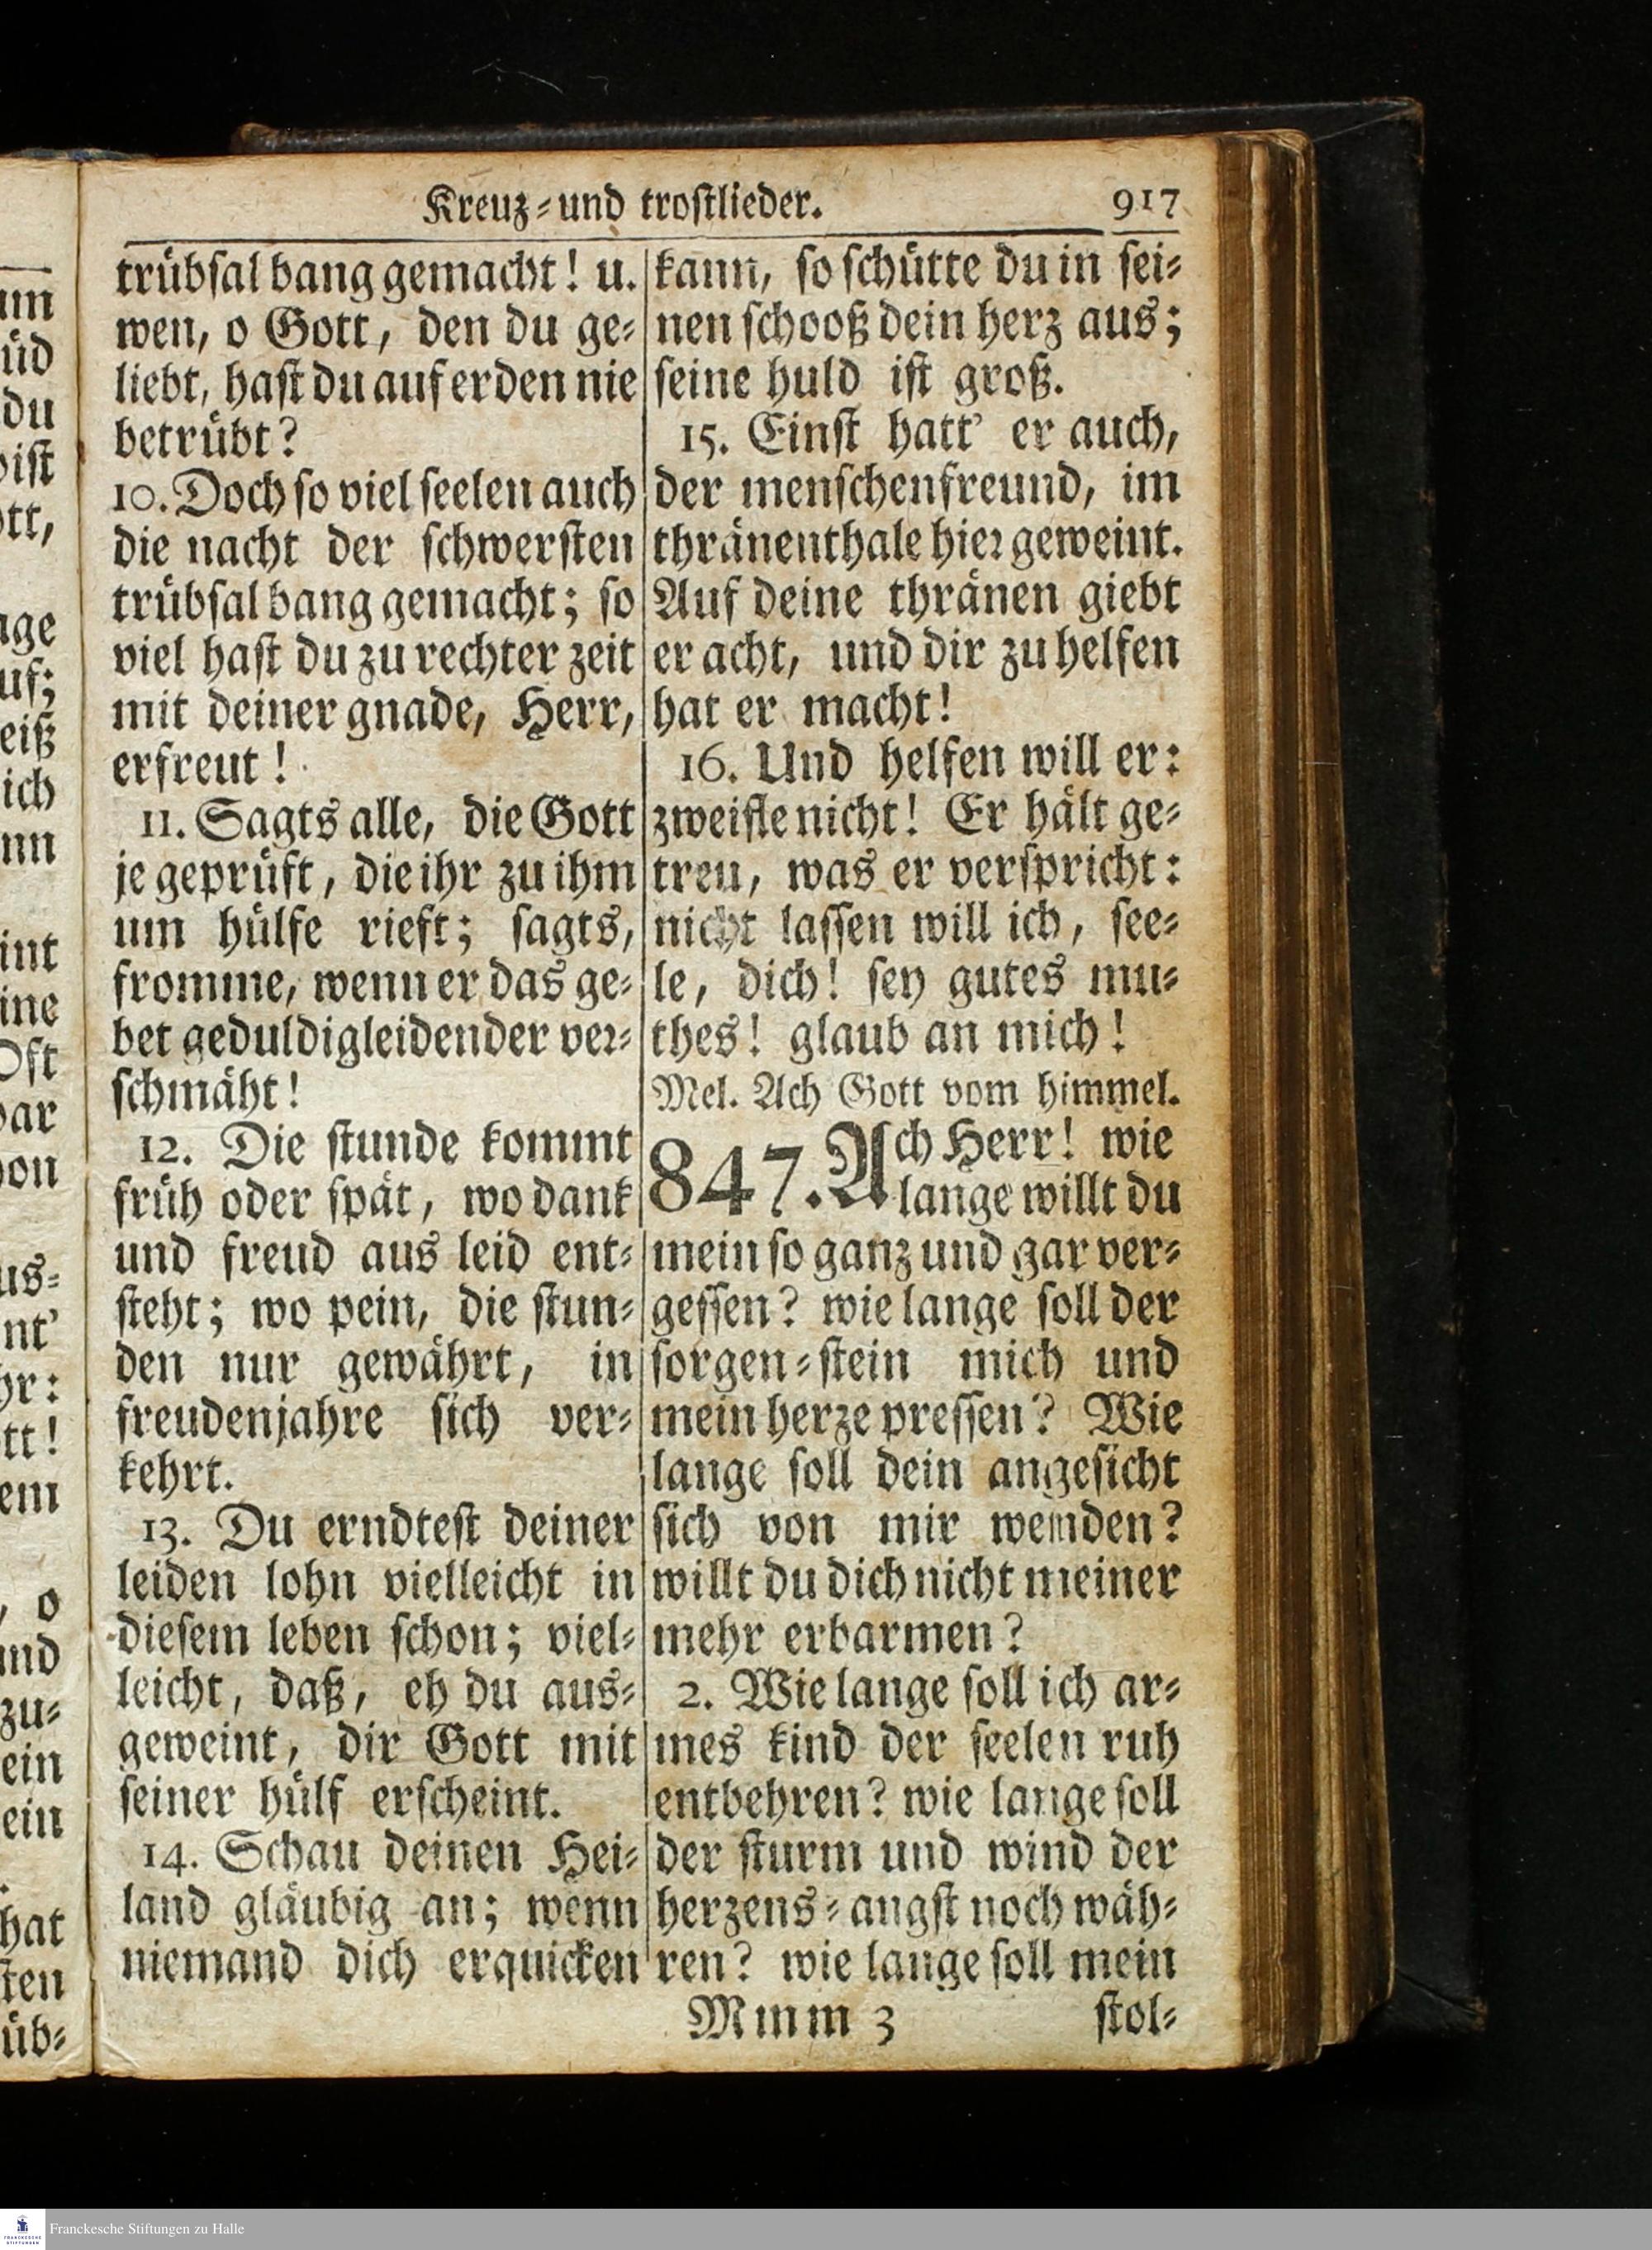 Kreuz-und trostlieder. 917
trübsal bang gemacht! u.
wen, o Gott, den du ge-
liebt, hast du auf erden nie
betrübt?
10. Doch so viel seelen auch
die nacht der schwersten
trübsal bang gemacht; so
viel hast du zu rechter zeit
mit deiner gnade, Herr,
erfreut!
11. Sagts alle, die Gott
je geprüft, die ihr zu ihm
um hülfe rieft; sagts,
fromme, wenn er das ge-
bet geduldigleidender ver-
schmäht!
12. Die stunde kommt
früh oder spät, wo dank
und freud aus leid ent-
steht; wo pein, die stun-
den nur gewährt, in
freudenjahre sich ver-
kehrt.
13. Du erndtest deiner
leiden lohn vielleicht in
diesem leben schon; viel-
leicht, daß, eh du aus-
geweint, dir Gott mit
seiner hülf erscheint.
14. Schau deinen Hei-
land gläubig an; wenn
niemand dich erquicken
kann, so schütte du in sei-
nen schooß dein herz aus;
seine huld ist groß.
15. Einst hatt' er auch,
der menschenfreund, im
thränenthale hier geweint.
Auf deine thränen giebt
er acht, und dir zu helfen
hat er macht!
16. Und helfen will er:
zweifle nicht! Er hält ge-
treu, was er verspricht:
nicht lassen will ich, see-
le, dich! sey gutes mu-
thes! glaub an mich!
Mel. Ach Gott vom himmel.
847. Ach Herr! wie
lange willt du
mein so ganz und gar ver-
gessen? wie lange soll der
sorgen-stein mich und
mein herze pressen? Wie
lange soll dein angesicht
sich von mir wenden?
willt du dich nicht meiner
mehr erbarmen?
2. Wie lange soll ich ar-
mes kind der seelen ruh
entbehren? wie lange soll
der sturm und wind der
herzens-angst noch wäh-
ren? wie lange soll mein
Mmm 3 stol-
Franckesche Stiftungen zu Halle